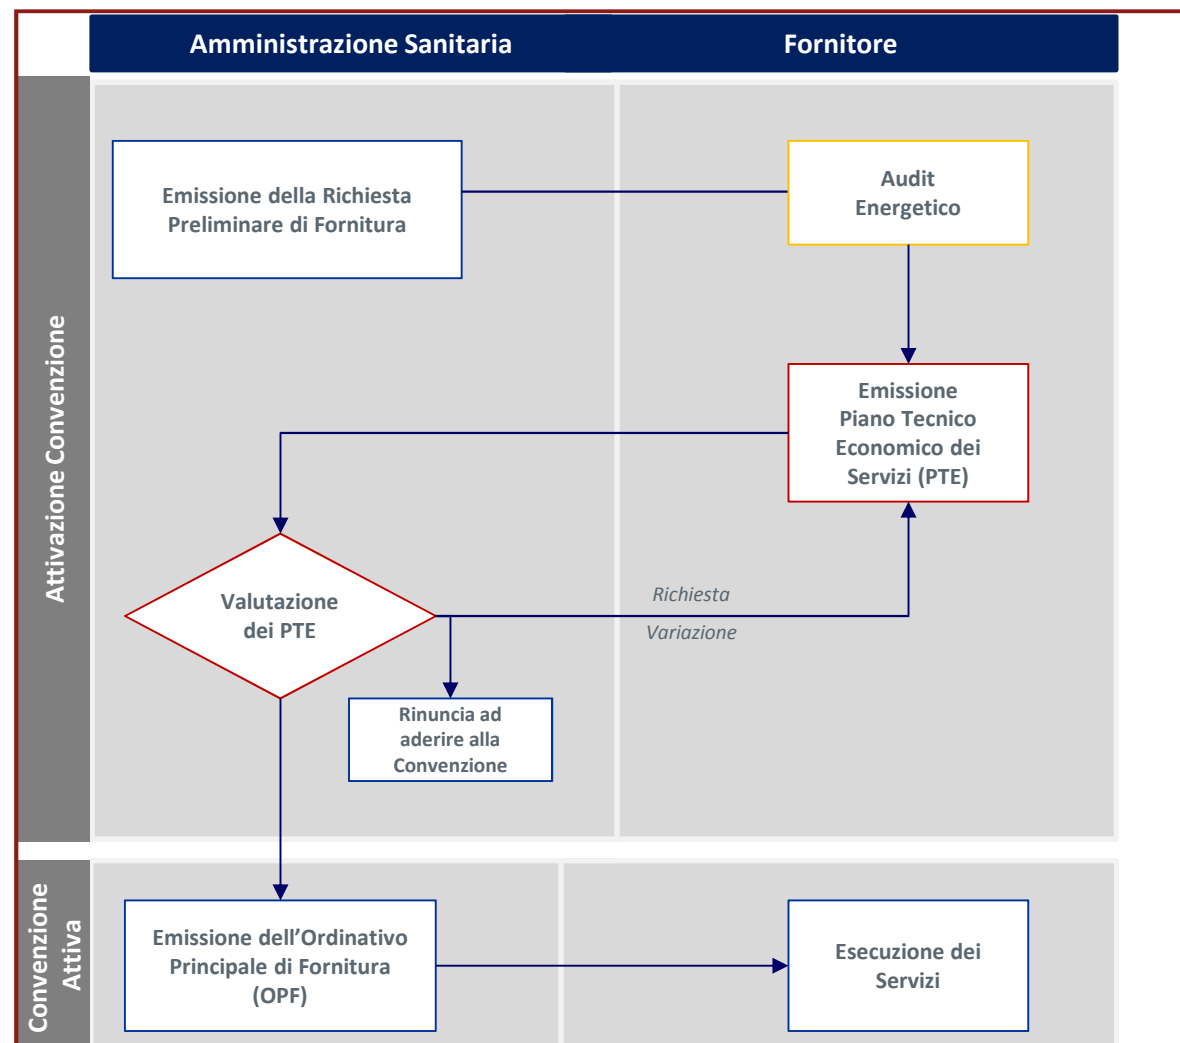 Amministrazione Sanitaria
Fornitore
Attivazione Convenzione
Emissione della Richiesta
Preliminare di Fornitura
Audit
Energetico
Emissione
Piano Tecnico
Economico dei
Servizi (PTE)
Valutazione
dei PTE
Richiesta
Variazione
Rinuncia ad
aderire alla
Convenzione
Convenzione
Attiva
Emissione dell’Ordinativo
Principale di Fornitura
(OPF)
Esecuzione dei
Servizi